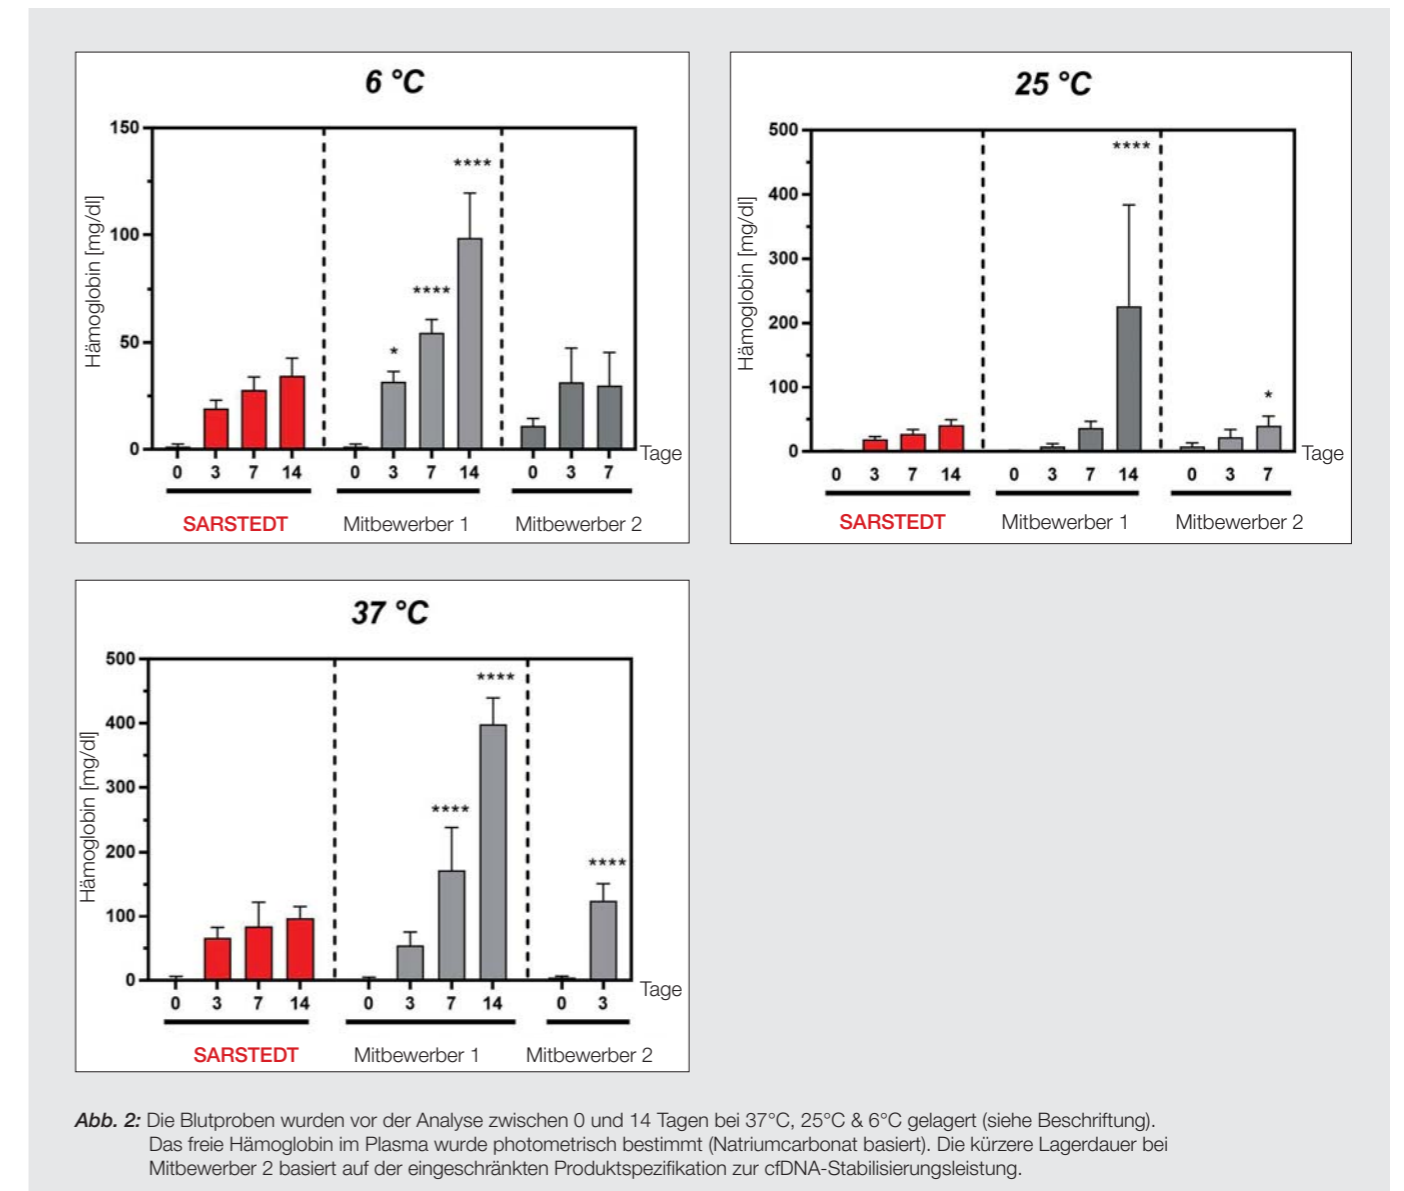 6 °C
150
100
50
0
Hämoglobin [mg/dl]
*
****
****
0 3 7 14 0 3 7 14 0 3 7
Tage
SARSTEDT Mitbewerber 1 Mitbewerber 2
25 °C
500
400
300
200
100
0
Hämoglobin [mg/dl]
****
*
0 3 7 14 0 3 7 14 0 3 7
Tage
SARSTEDT Mitbewerber 1 Mitbewerber 2
37 °C
500
400
300
200
100
0
Hämoglobin [mg/dl]
****
****
****
0 3 7 14 0 3 7 14 0 3
Tage
SARSTEDT Mitbewerber 1 Mitbewerber 2
Abb. 2: Die Blutproben wurden vor der Analyse zwischen 0 und 14 Tagen bei 37°C, 25°C & 6°C gelagert (siehe Beschriftung).
Das freie Hämoglobin im Plasma wurde photometrisch bestimmt (Natriumcarbonat basiert). Die kürzere Lagerdauer bei
Mitbewerber 2 basiert auf der eingeschränkten Produktspezifikation zur cfDNA-Stabilisierungsleistung.